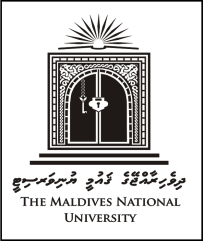 ދިވެހިރާއްޖޭގެ ޤައުމީ ޔުނިވަރސިޓީ
THE MALDIVES NATIONAL
UNIVERSITY